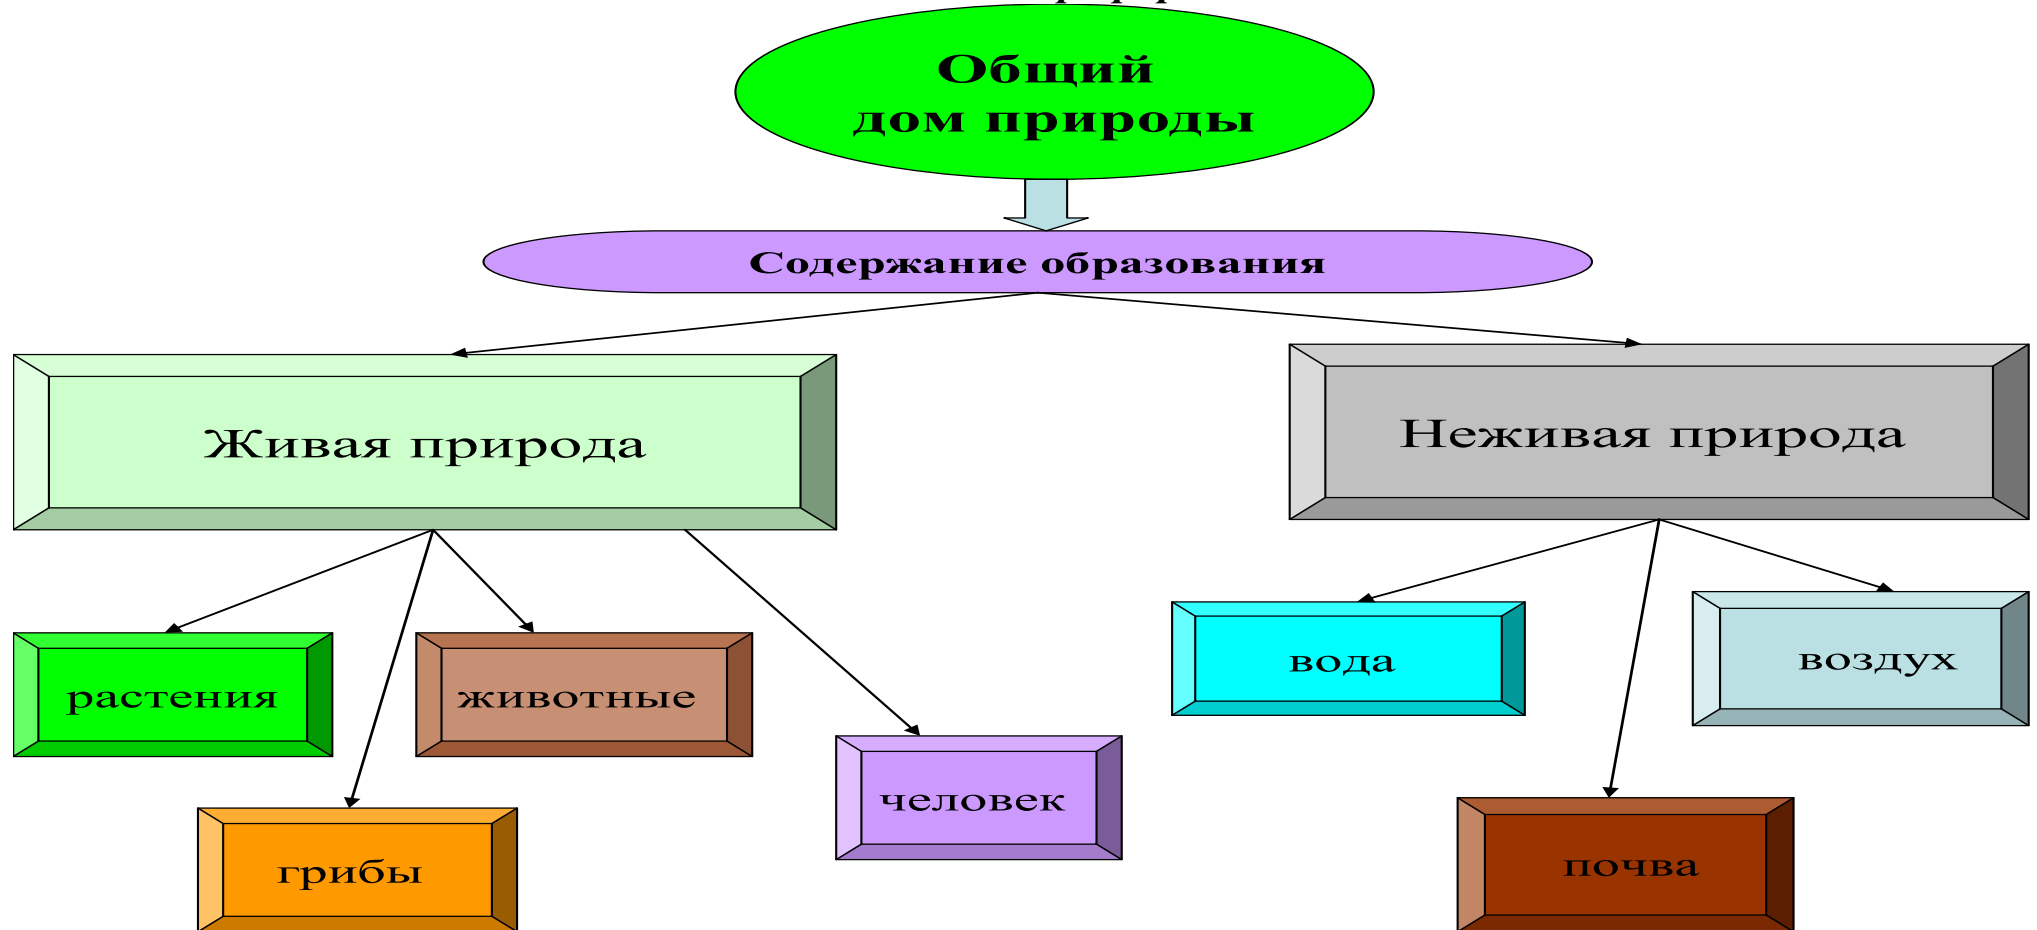 Общий
дом природы
Содержание образования
Живая природа
Неживая природа
растения
животные
вода
воздух
человек
грибы
почва